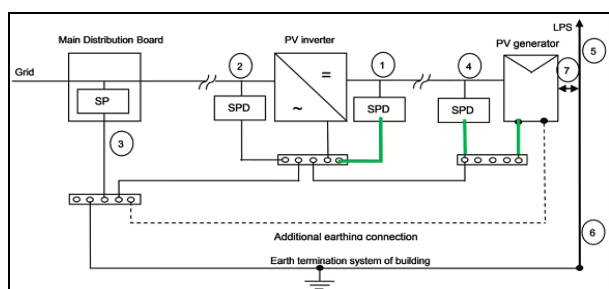 LPS
Main Distribution Board
PV inverter
PV generator
5
Grid
2
1
4
7
SP
SPD
=
~
SPD
SPD
3
Additional earthing connection
6
Earth termination system of building